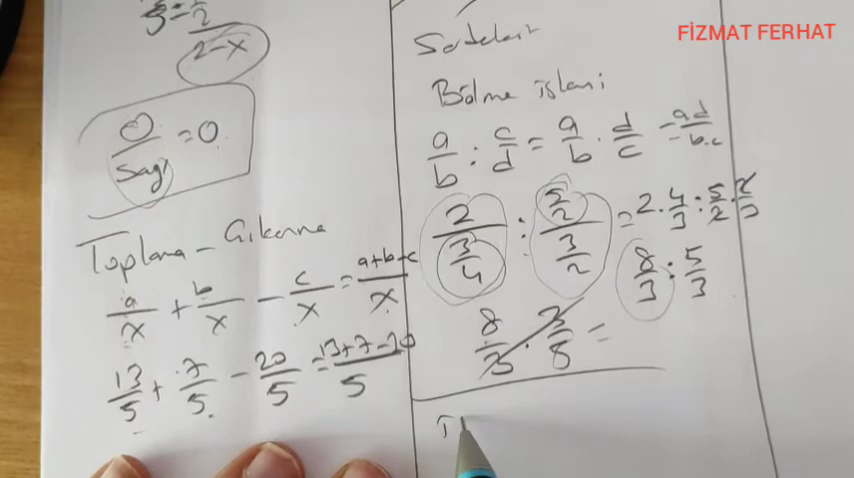 FİZMAT FERHAT
2
2-x
0/sayı = 0
Toplama - Çıkarma
a/x + b/x - c/x = a+b+c/x
13/5 + 7/5 - 20/5 = 13+7-20/5
Bölme işlemi
a/b : c/d = a/b · d/c = ad/b.c
2/(3/4) : (5/2)/(3/2) = 2 · 4/3 : 5/2 · 2/3
8/3 : 5/3
8/3 · 3/5 =